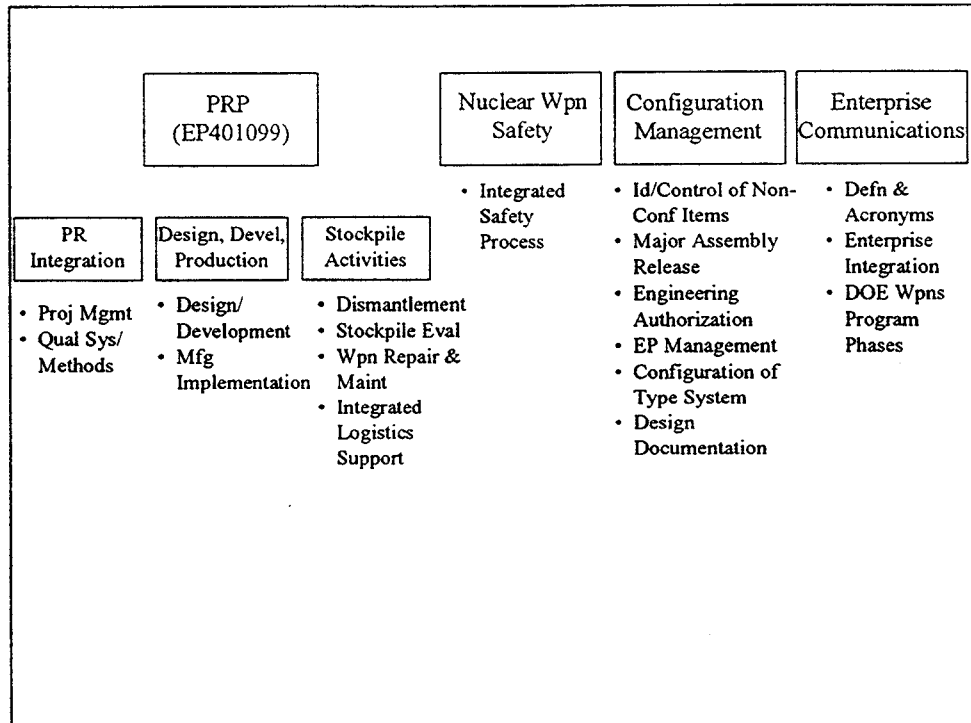 PRP
(EP401099)
Nuclear Wpn
Safety
Configuration
Management
Enterprise
Communications
PR
Integration
• Proj Mgmt
• Qual Sys/
Methods
Design, Devel,
Production
• Design/
Development
• Mfg
Implementation
Stockpile
Activities
• Dismantlement
• Stockpile Eval
• Wpn Repair &
Maint
• Integrated
Logistics
Support
• Integrated
Safety
Process
• Id/Control of Non-
Conf Items
• Major Assembly
Release
• Engineering
Authorization
• EP Management
• Configuration of
Type System
• Design
Documentation
• Defn &
Acronyms
• Enterprise
Integration
• DOE Wpns
Program
Phases